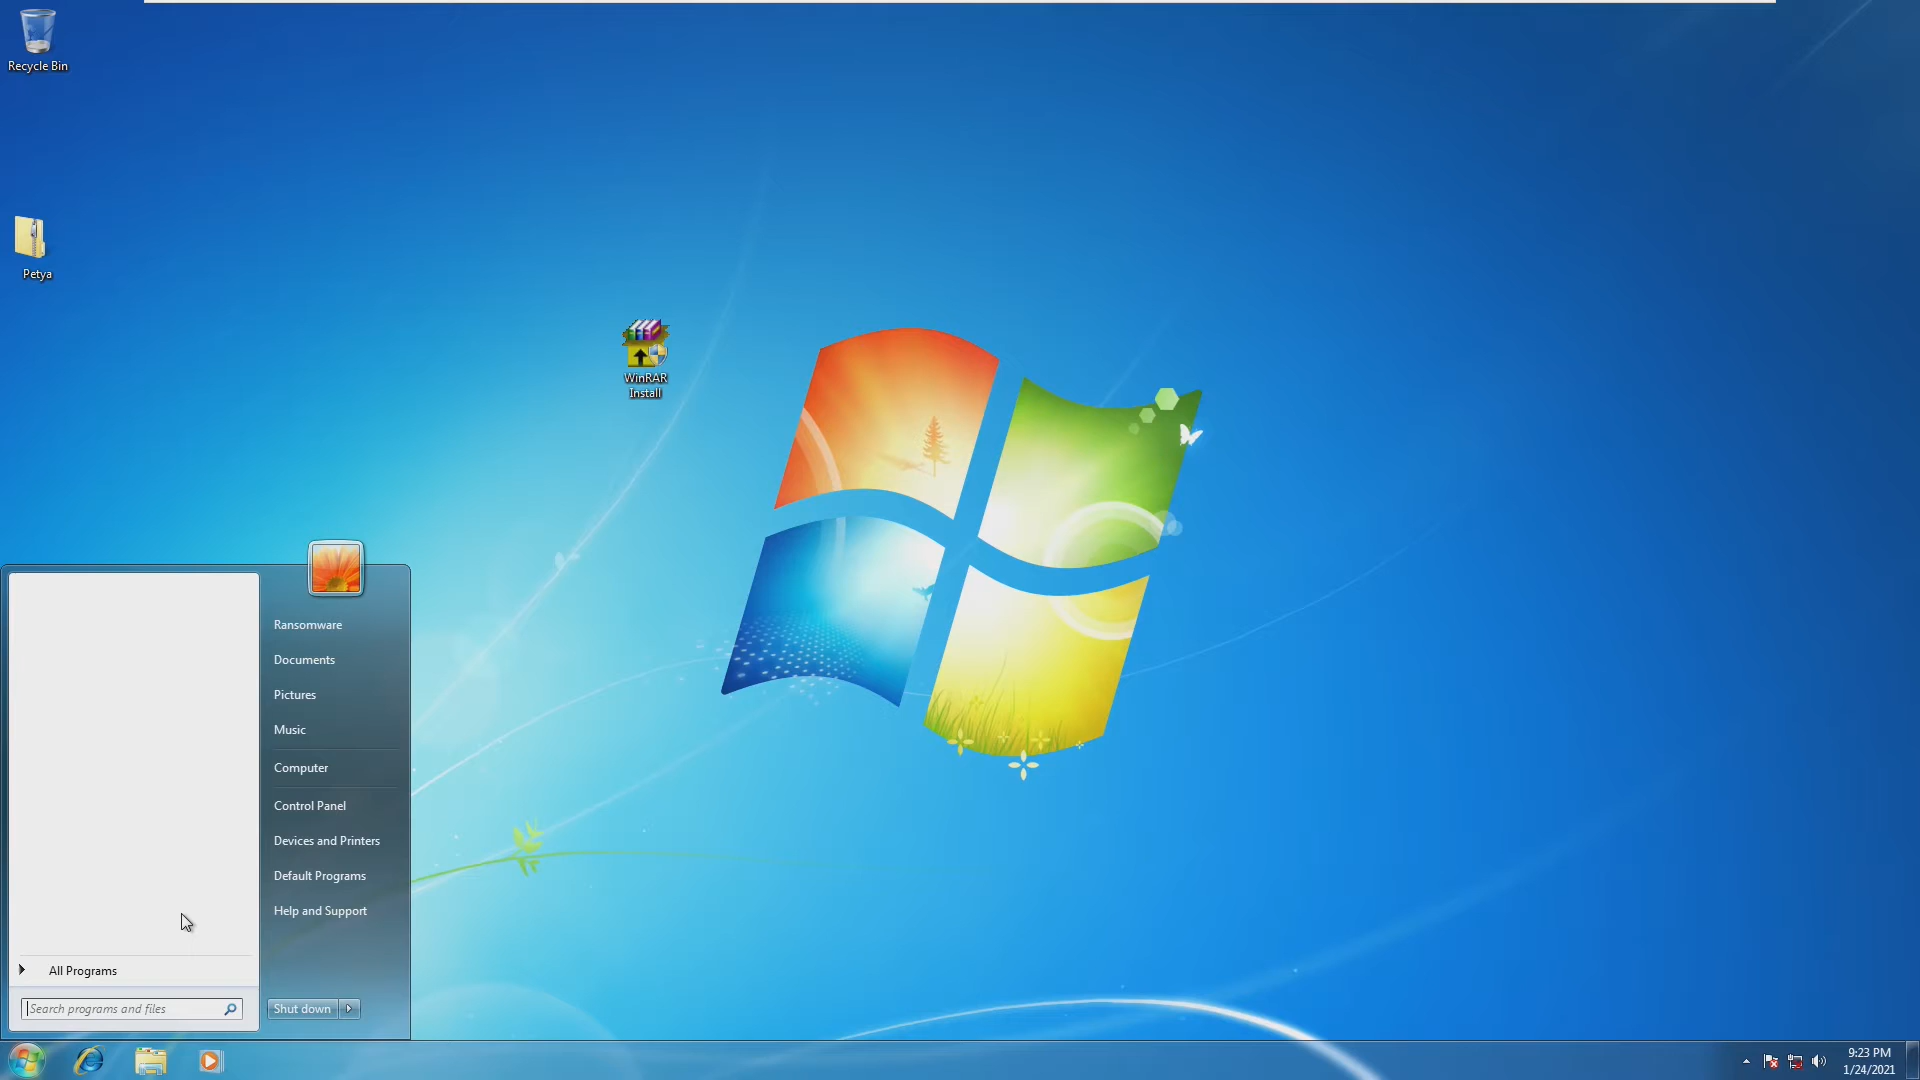 Recycle Bin
Petya
WinRAR
Install
Ransomware
Documents
Pictures
Music
Computer
Control Panel
Devices and Printers
Default Programs
Help and Support
All Programs
Search programs and files
Shut down
9:23 PM
1/24/2021